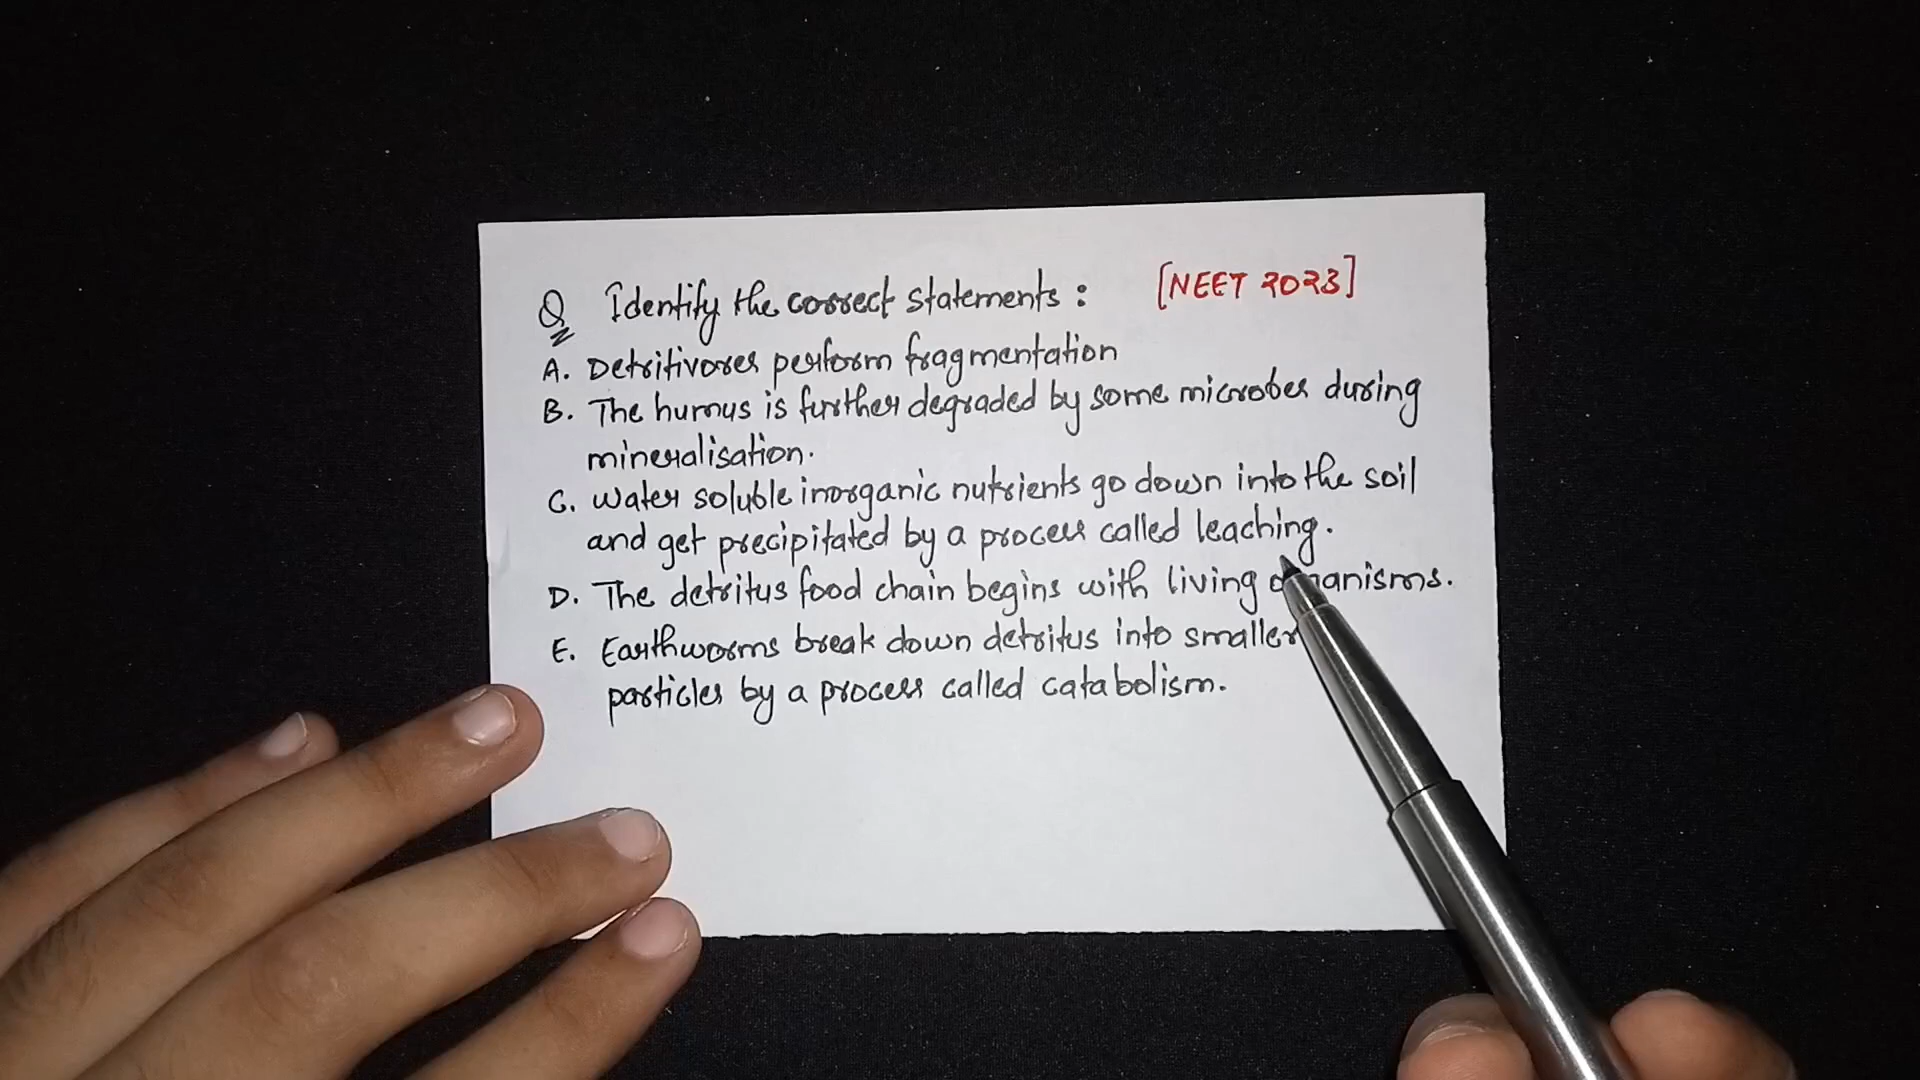 Q Identify the correct statements : [NEET 2023]
A. Detritivores perform fragmentation
B. The humus is further degraded by some microbes during
mineralisation.
C. Water soluble inorganic nutrients go down into the soil
and get precipitated by a process called leaching.
D. The detritus food chain begins with living organisms.
E. Earthworms break down detritus into smaller
particles by a process called catabolism.